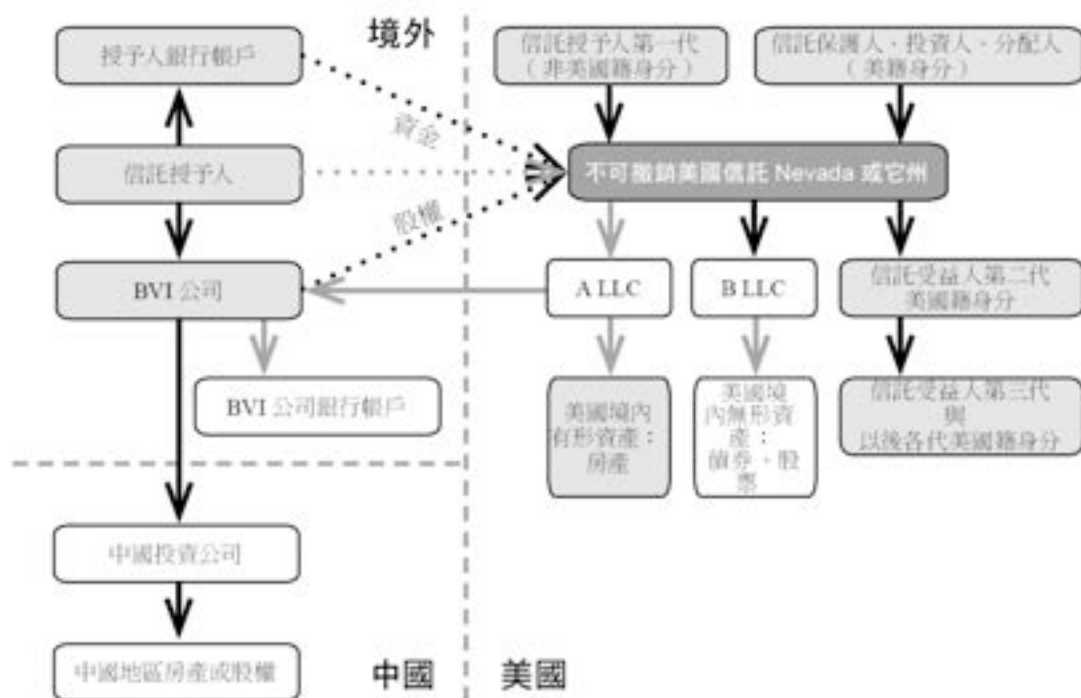 境外
授予人銀行帳戶
資金
信託授予人
股權
BVI 公司
BVI 公司銀行帳戶
中國投資公司
中國地區房產或股權
中國
信託授予人第一代
（非美國籍身分）
信託保護人、投資人、分配人
（美籍身分）
不可撤銷美國信託 Nevada 或它州
A LLC
B LLC
信託受益人第二代
美國籍身分
美國境內
有形資產：
房產
美國境
內無形資
產：
債券、股
票
信託受益人第三代
與
以後各代美國籍身分
美國